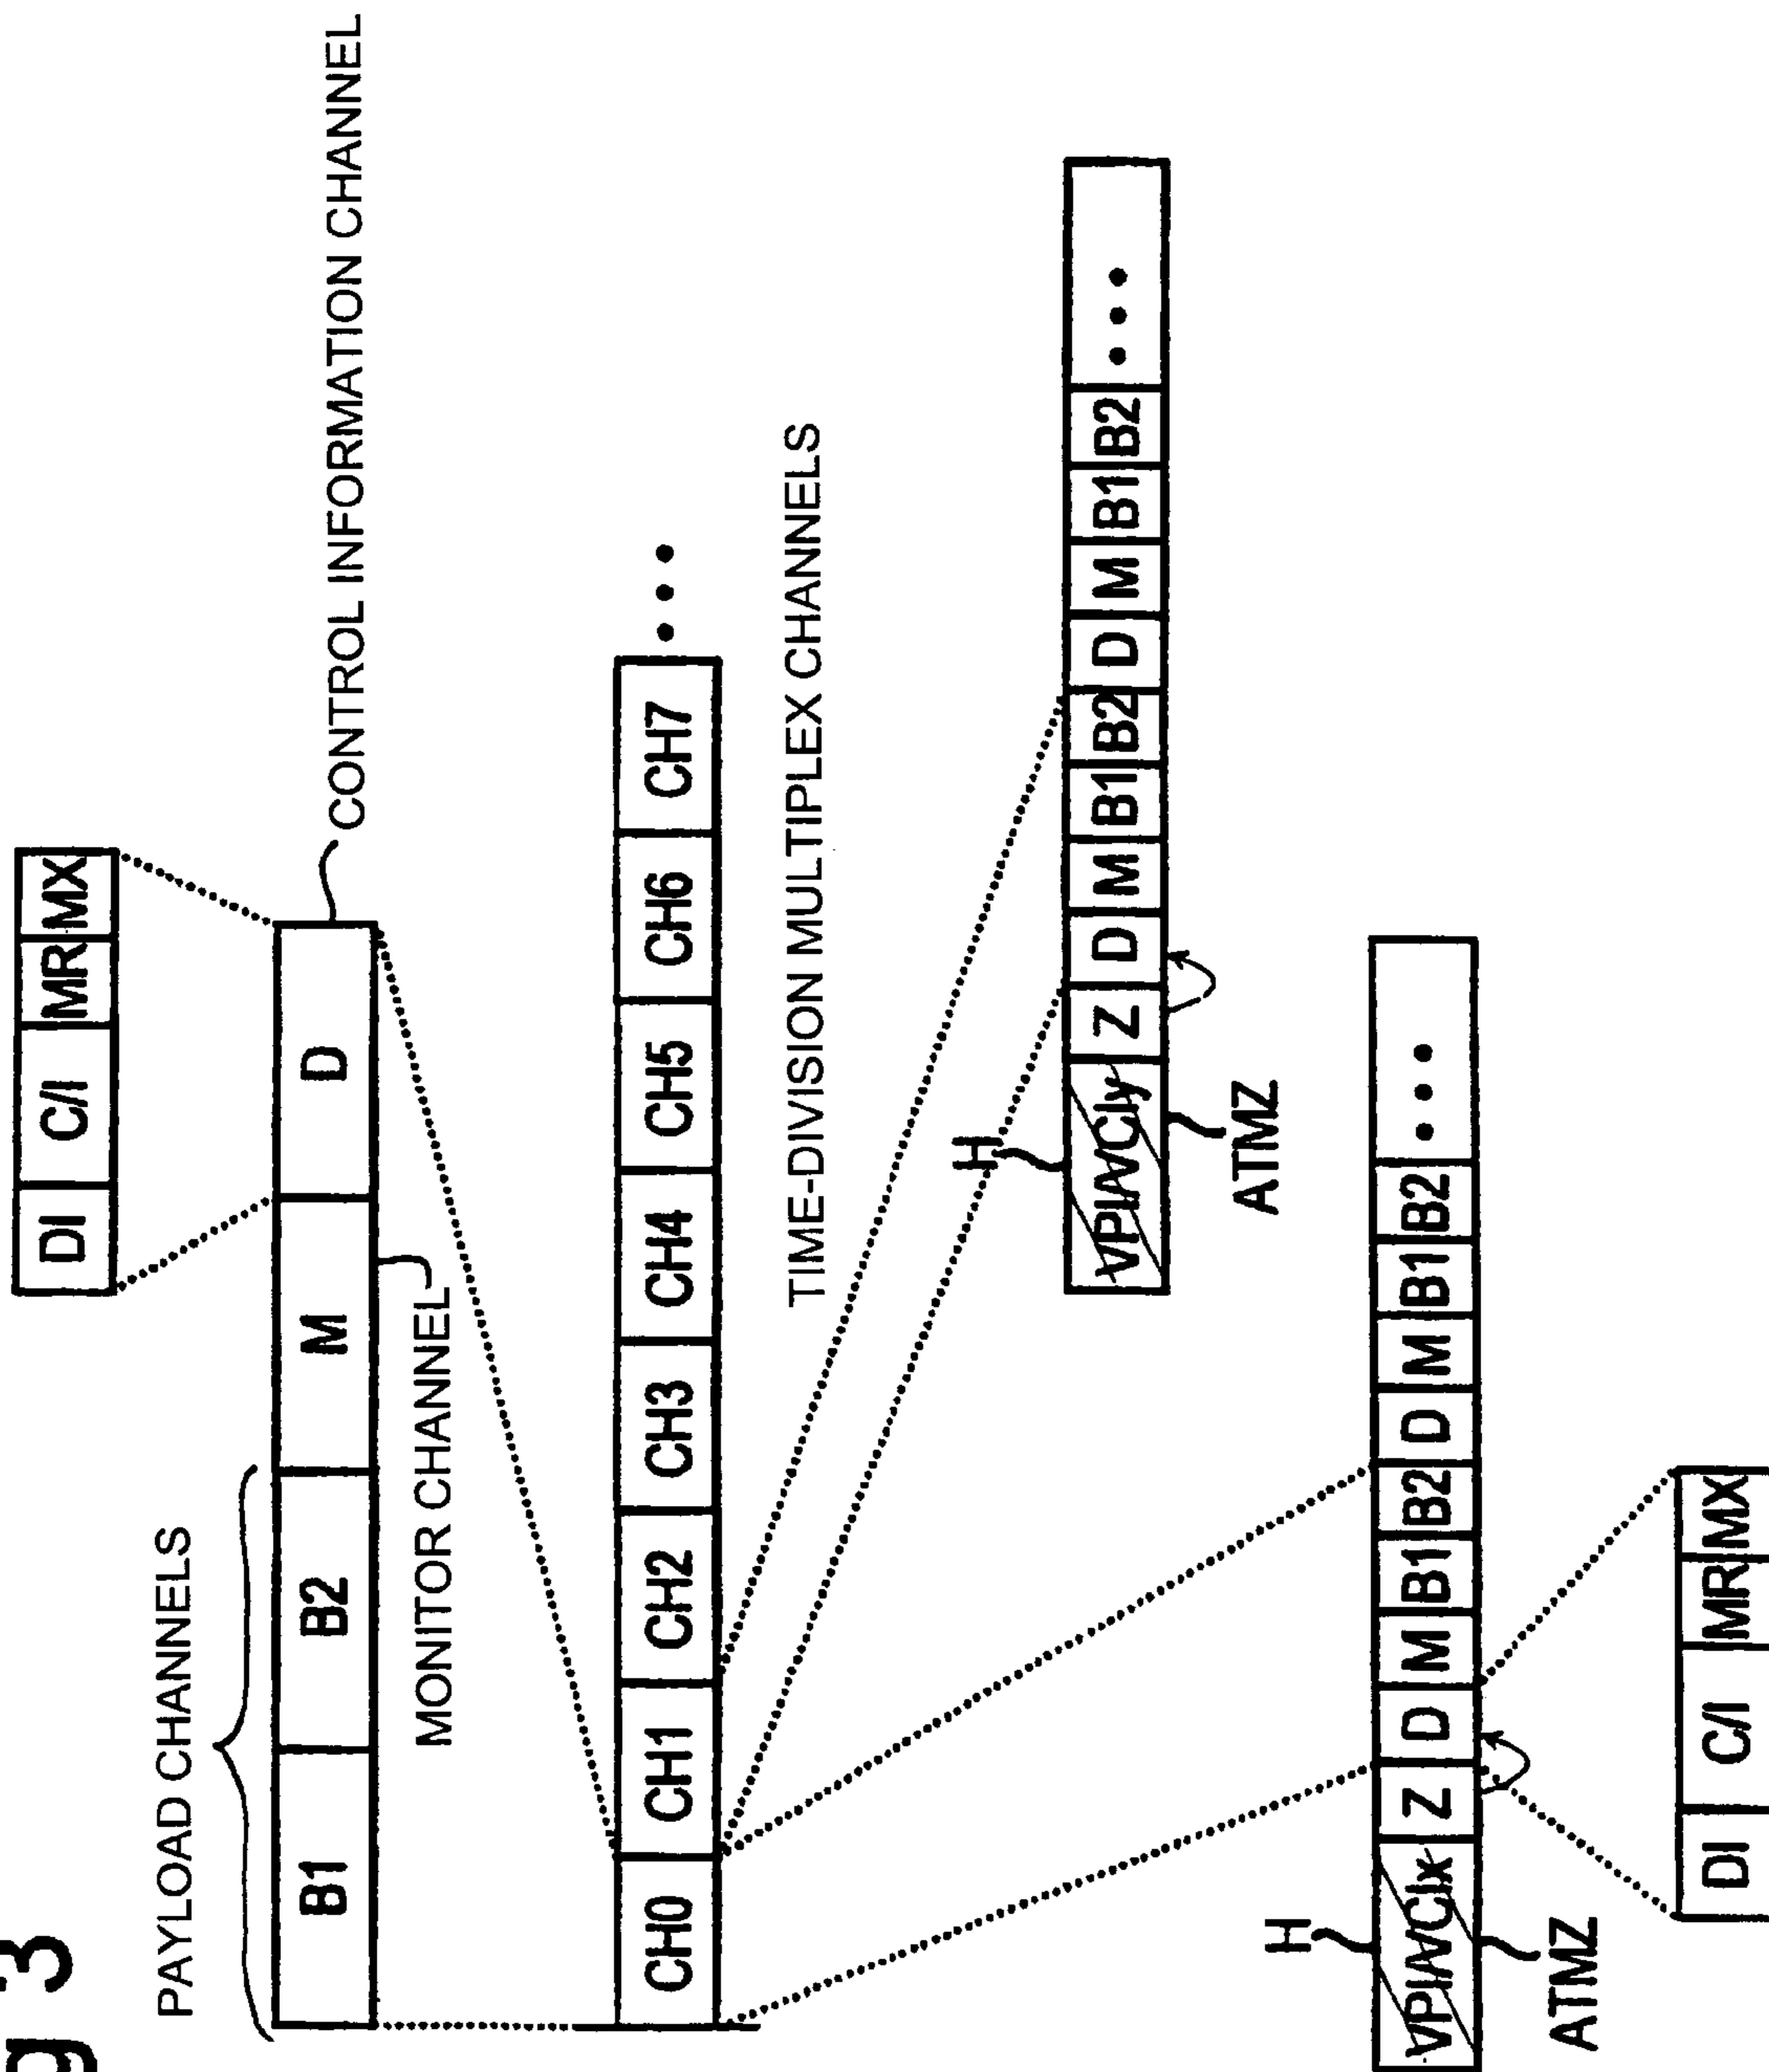 g 3
DI C/I MR MX
PAYLOAD CHANNELS
B1 B2 M D
CONTROL INFORMATION CHANNEL
MONITOR CHANNEL
CH0 CH1 CH2 CH3 CH4 CH5 CH6 CH7 •••
TIME-DIVISION MULTIPLEX CHANNELS
H
VPI/VCIy Z D M B1 B2 D M B1 B2 •••
ATMZ
H
VPI/VCIx Z D M B1 B2 D M B1 B2 •••
ATMZ
DI C/I MR MX